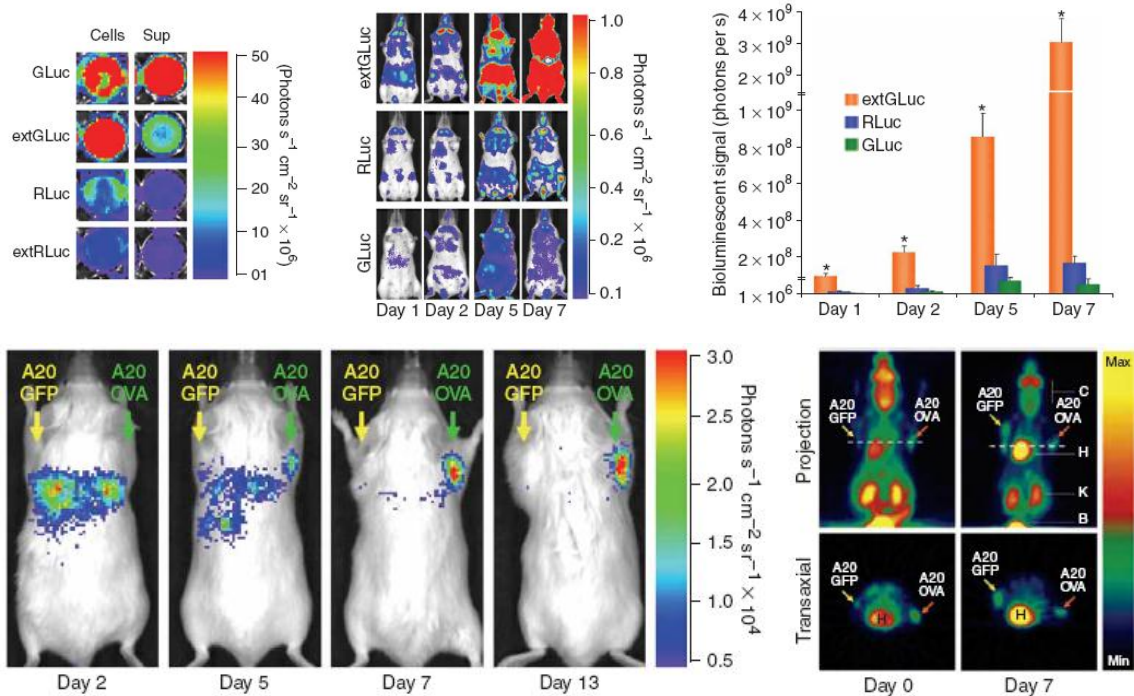 Cells Sup
GLuc
extGLuc
RLuc
extRLuc
50
40
30
20
10
01
(Photons s⁻¹ cm⁻² sr⁻¹ × 10⁶)
extGLuc
RLuc
GLuc
Day 1 Day 2 Day 5 Day 7
1.0
0.8
0.6
0.4
0.2
0.1
Photons s⁻¹ cm⁻² sr⁻¹ × 10⁶
Bioluminescent signal (photons per s)
4 × 10⁹
3 × 10⁹
2 × 10⁹
1 × 10⁹
8 × 10⁸
6 × 10⁸
4 × 10⁸
2 × 10⁸
1 × 10⁶
extGLuc
RLuc
GLuc
* * * *
Day 1 Day 2 Day 5 Day 7
A20 GFP A20 OVA
A20 GFP A20 OVA
A20 GFP A20 OVA
A20 GFP A20 OVA
Day 2 Day 5 Day 7 Day 13
3.0
2.5
2.0
1.5
1.0
0.5
Photons s⁻¹ cm⁻² sr⁻¹ × 10⁴
Projection
A20 GFP A20 OVA
A20 GFP A20 OVA
C
H
K
B
Transaxial
A20 GFP A20 OVA
H
A20 GFP A20 OVA
H
Day 0 Day 7
Max
Min